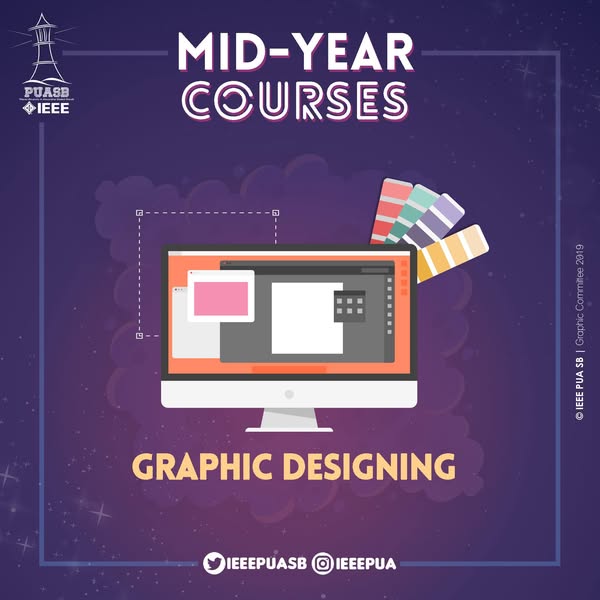 MID-YEAR
COURSES
PUASB
IEEE
GRAPHIC DESIGNING
© IEEE PUA SB | Graphic Committee 2019
IEEEPUASB IEEEPUA